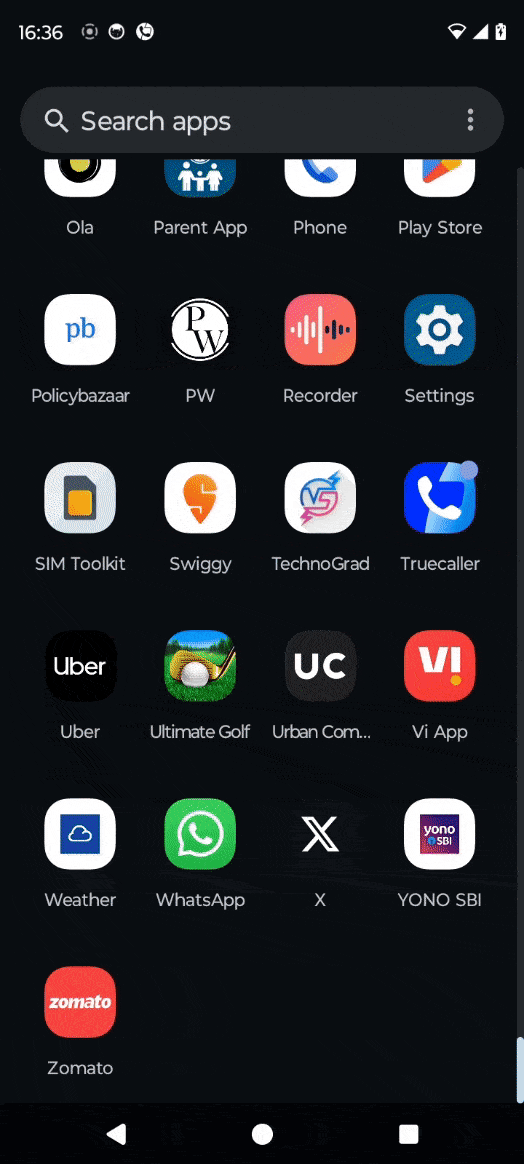 16:36
Search apps
Ola Parent App Phone Play Store
pb PW
Policybazaar PW Recorder Settings
VS
SIM Toolkit Swiggy TechnoGrad Truecaller
Uber UC VI
Uber Ultimate Golf Urban Com... Vi App
X yono SBI
Weather WhatsApp X YONO SBI
zomato
Zomato